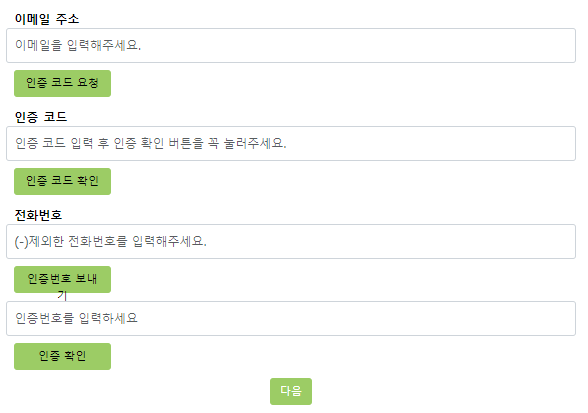 이메일 주소
이메일을 입력해주세요.
인증 코드 요청
인증 코드
인증 코드 입력 후 인증 확인 버튼을 꼭 눌러주세요.
인증 코드 확인
전화번호
(-)제외한 전화번호를 입력해주세요.
인증번호 보내
기
인증번호를 입력하세요
인증 확인
다음